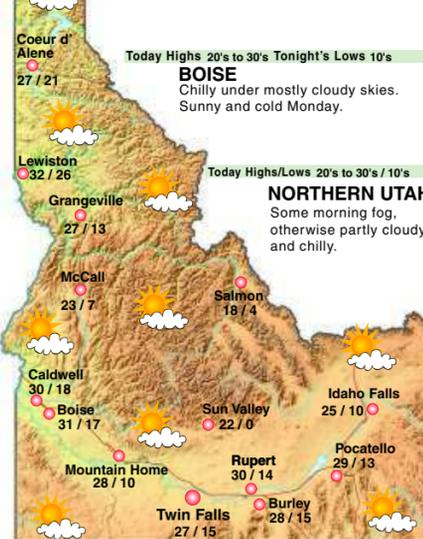 Coeur d'
Alene
27 / 21
Today Highs 20's to 30's Tonight's Lows 10's
BOISE
Chilly under mostly cloudy skies.
Sunny and cold Monday.
Lewiston
32 / 26
Today Highs/Lows 20's to 30's / 10's
Grangeville
27 / 13
NORTHERN UTAH
Some morning fog,
otherwise partly cloudy
and chilly.
McCall
23 / 7
Salmon
18 / 4
Caldwell
30 / 18
Boise
31 / 17
Sun Valley
22 / 0
Idaho Falls
25 / 10
Mountain Home
28 / 10
Rupert
30 / 14
Pocatello
29 / 13
Twin Falls
27 / 15
Burley
28 / 15